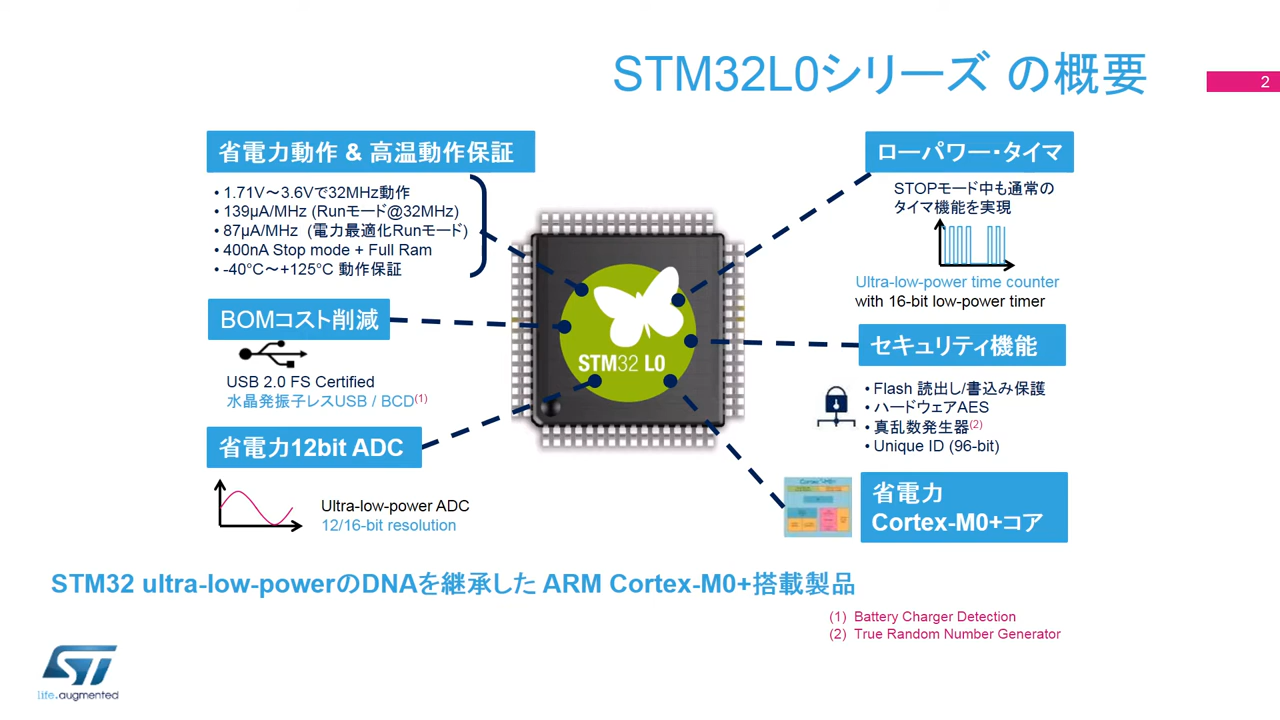 STM32L0シリーズ の概要
2
省電力動作 & 高温動作保証
• 1.71V～3.6Vで32MHz動作
• 139µA/MHz (Runモード@32MHz)
• 87µA/MHz (電力最適化Runモード)
• 400nA Stop mode + Full Ram
• -40°C～+125°C 動作保証
BOMコスト削減
USB 2.0 FS Certified
水晶発振子レスUSB / BCD(1)
省電力12bit ADC
Ultra-low-power ADC
12/16-bit resolution
STM32 L0
ローパワー・タイマ
STOPモード中も通常の
タイマ機能を実現
Ultra-low-power time counter
with 16-bit low-power timer
セキュリティ機能
• Flash 読出し/書込み保護
• ハードウェアAES
• 真乱数発生器(2)
• Unique ID (96-bit)
省電力
Cortex-M0+コア
STM32 ultra-low-powerのDNAを継承した ARM Cortex-M0+搭載製品
(1) Battery Charger Detection
(2) True Random Number Generator
ST
life.augmented